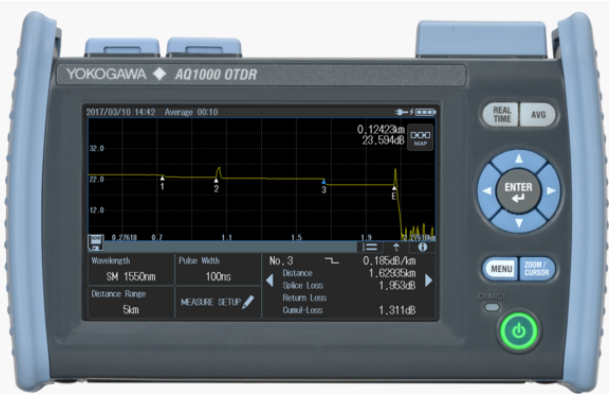 YOKOGAWA ◆ AQ1000 OTDR
2017/03/10 14:42 Average 00:10
0.12423km
23.594dB
MAP
32.0
22.0
12.0
1
2
3
E
0.27618 0.7 1.1 1.5 1.9 2.27618km
Wavelength
SM 1550nm
Pulse Width
100ns
Distance Range
5km
MEASURE SETUP
No. 3 0.185dB/km
Distance 1.62935km
Splice Loss 1.953dB
Return Loss
Cumul-Loss 1.311dB
REAL TIME
AVG
ENTER
MENU
ZOOM / CURSOR
CHARGE